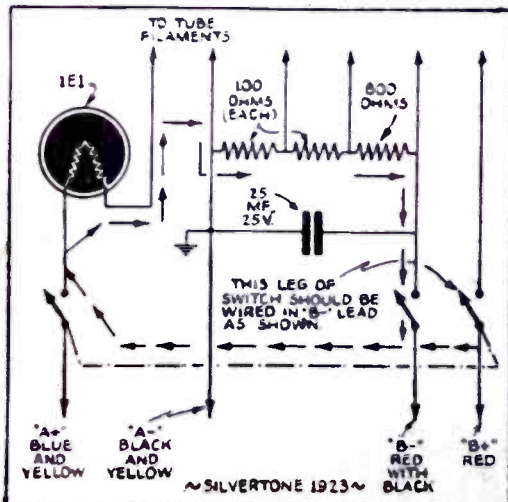 TO TUBE
FILAMENTS
1E1
100
OHMS
(EACH)
800
OHMS
25
MF.
25V.
THIS LEG OF
SWITCH SHOULD BE
WIRED IN "B-" LEAD
AS SHOWN
"A+"
BLUE
AND
YELLOW
"A-"
BLACK
AND
YELLOW
"B-"
RED
WITH
BLACK
"B+"
RED
~SILVERTONE 1923~